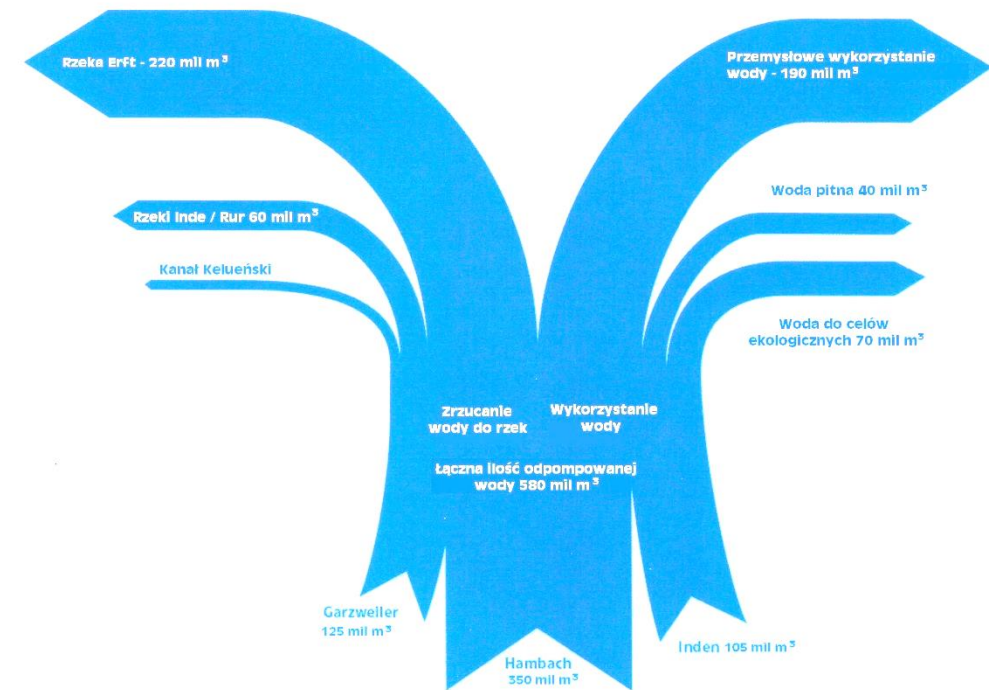 Rzeka Erft - 220 mil m³
Przemysłowe wykorzystanie
wody - 190 mil m³
Woda pitna 40 mil m³
Rzeki Inde / Rur 60 mil m³
Kanał Kelueński
Woda do celów
ekologicznych 70 mil m³
Zrzucanie
wody do rzek
Wykorzystanie
wody
Łączna ilość odpompowanej
wody 580 mil m³
Garzweiler
125 mil m³
Hambach
350 mil m³
Inden 105 mil m³